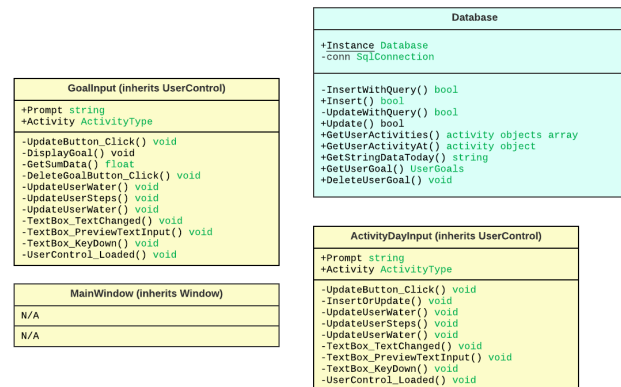 Database
+Instance Database
-conn SqlConnection
-InsertWithQuery() bool
+Insert() bool
-UpdateWithQuery() bool
+Update() bool
+GetUserActivities() activity objects array
+GetUserActivityAt() activity object
+GetStringDataToday() string
+GetUserGoal() UserGoals
+DeleteUserGoal() void
GoalInput (inherits UserControl)
+Prompt string
+Activity ActivityType
-UpdateButton_Click() void
-DisplayGoal() void
-GetSumData() float
-DeleteGoalButton_Click() void
-UpdateUserWater() void
-UpdateUserSteps() void
-UpdateUserWater() void
-TextBox_TextChanged() void
-TextBox_PreviewTextInput() void
-TextBox_KeyDown() void
-UserControl_Loaded() void
MainWindow (inherits Window)
N/A
N/A
ActivityDayInput (inherits UserControl)
+Prompt string
+Activity ActivityType
-UpdateButton_Click() void
-InsertOrUpdate() void
-UpdateUserWater() void
-UpdateUserSteps() void
-UpdateUserWater() void
-TextBox_TextChanged() void
-TextBox_PreviewTextInput() void
-TextBox_KeyDown() void
-UserControl_Loaded() void